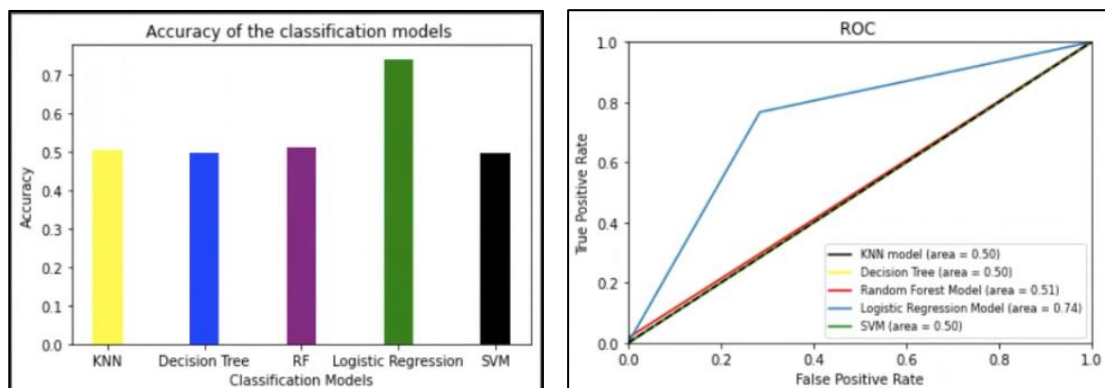 Accuracy of the classification models
0.7
0.6
0.5
0.4
0.3
0.2
0.1
0.0
Accuracy
KNN Decision Tree RF Logistic Regression SVM
Classification Models
ROC
1.0
0.8
0.6
0.4
0.2
0.0
True Positive Rate
KNN model (area = 0.50)
Decision Tree (area = 0.50)
Random Forest Model (area = 0.51)
Logistic Regression Model (area = 0.74)
SVM (area = 0.50)
0.0 0.2 0.4 0.6 0.8 1.0
False Positive Rate